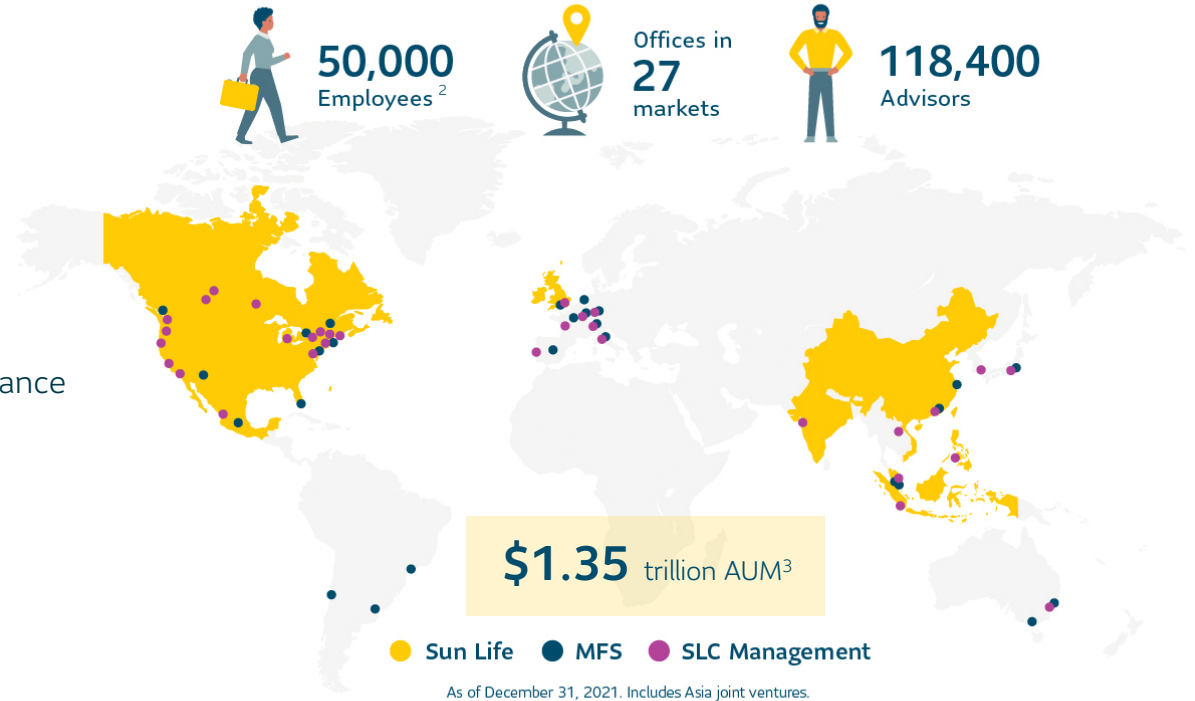 50,000
Employees 2
Offices in
27
markets
118,400
Advisors
ance
$1.35 trillion AUM3
Sun Life MFS SLC Management
As of December 31, 2021. Includes Asia joint ventures.